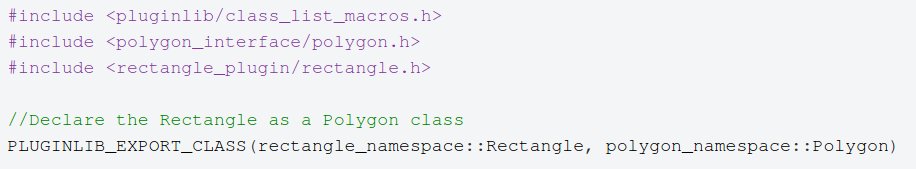 #include <pluginlib/class_list_macros.h>
#include <polygon_interface/polygon.h>
#include <rectangle_plugin/rectangle.h>
//Declare the Rectangle as a Polygon class
PLUGINLIB_EXPORT_CLASS(rectangle_namespace::Rectangle, polygon_namespace::Polygon)